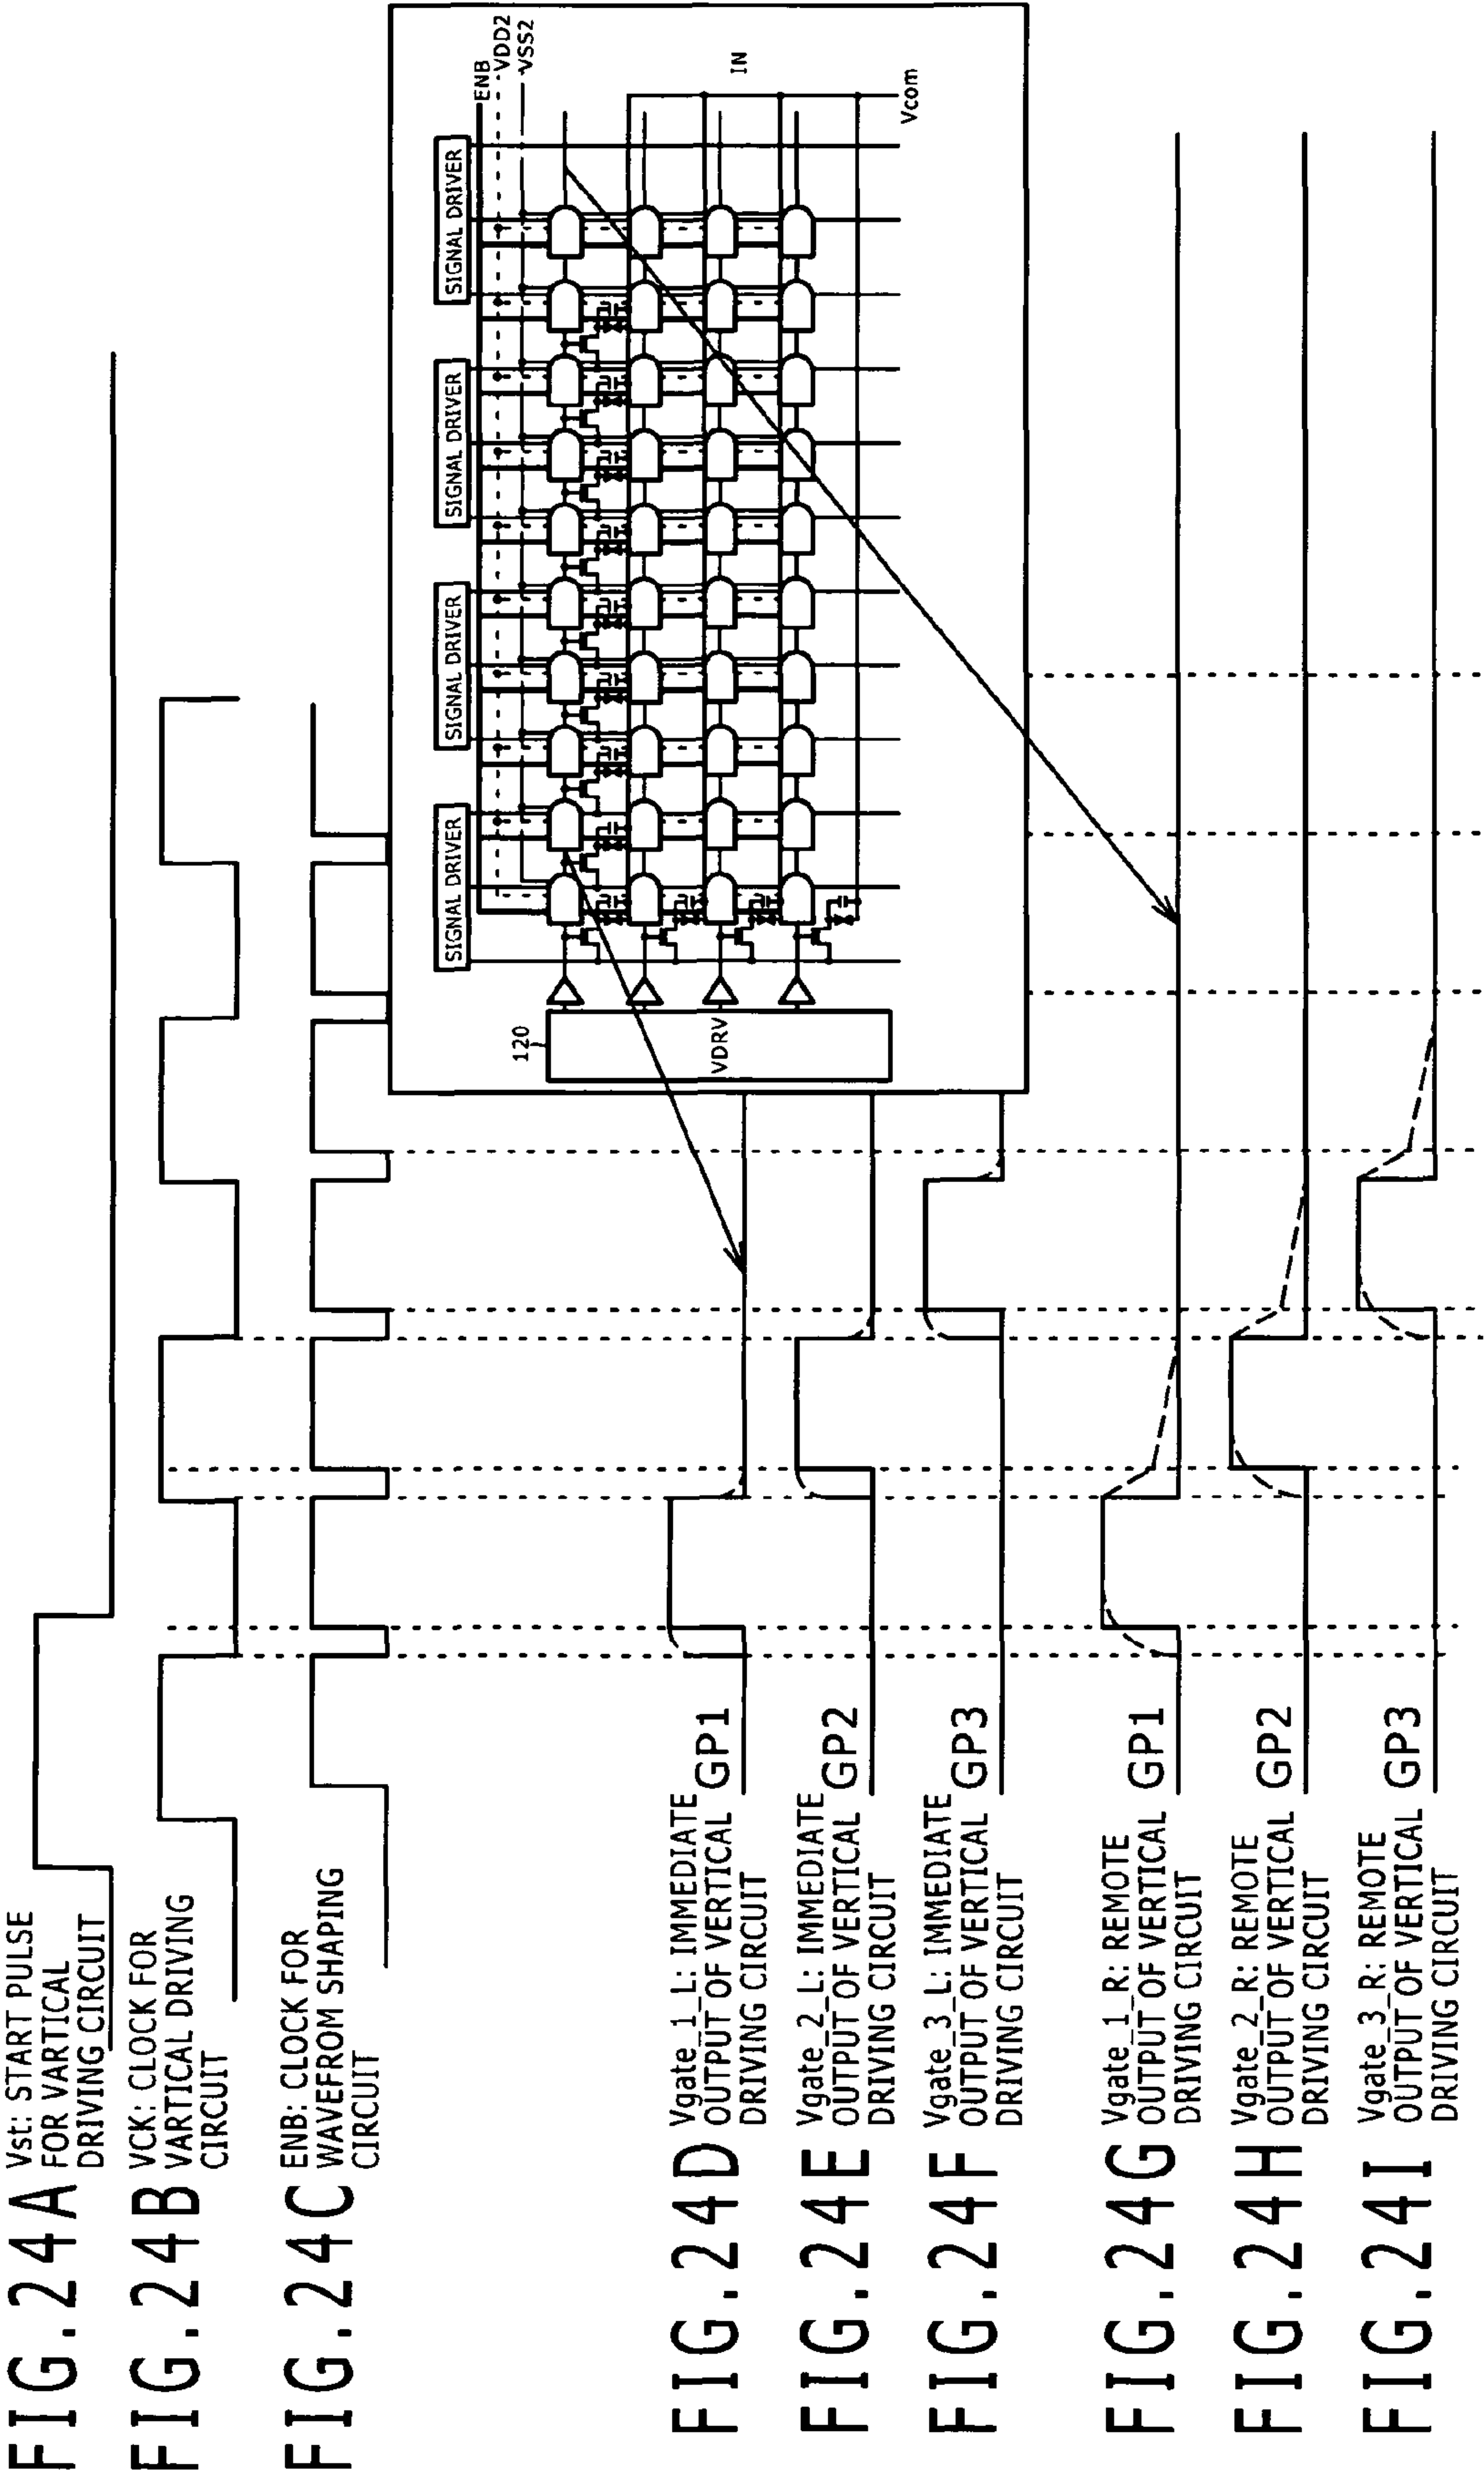 FIG.24A
Vst: START PULSE
FOR VARTICAL
DRIVING CIRCUIT
FIG.24B
VCK: CLOCK FOR
VARTICAL DRIVING
CIRCUIT
FIG.24C
ENB: CLOCK FOR
WAVEFROM SHAPING
CIRCUIT
SIGNAL DRIVER
SIGNAL DRIVER
SIGNAL DRIVER
SIGNAL DRIVER
ENB
VDD2
VSS2
120
VDRV
IN
Vcom
FIG.24D
Vgate_1_L: IMMEDIATE
OUTPUT OF VERTICAL
DRIVING CIRCUIT
GP1
FIG.24E
Vgate_2_L: IMMEDIATE
OUTPUT OF VERTICAL
DRIVING CIRCUIT
GP2
FIG.24F
Vgate_3_L: IMMEDIATE
OUTPUT OF VERTICAL
DRIVING CIRCUIT
GP3
FIG.24G
Vgate_1_R: REMOTE
OUTPUT OF VERTICAL
DRIVING CIRCUIT
GP1
FIG.24H
Vgate_2_R: REMOTE
OUTPUT OF VERTICAL
DRIVING CIRCUIT
GP2
FIG.24I
Vgate_3_R: REMOTE
OUTPUT OF VERTICAL
DRIVING CIRCUIT
GP3